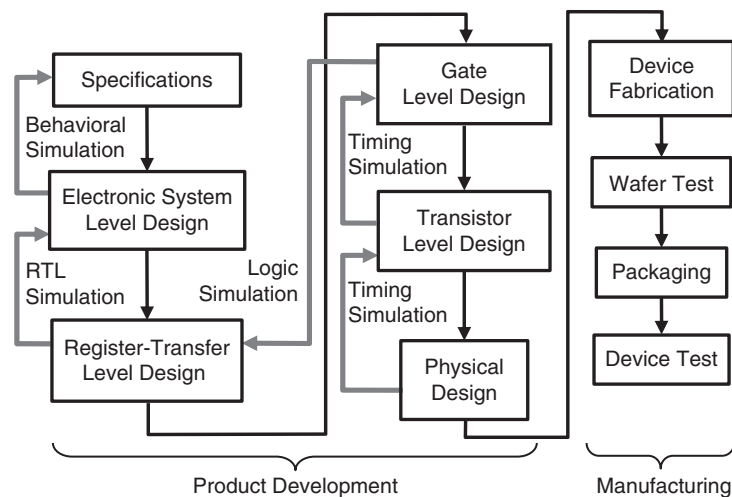 Specifications
Behavioral
Simulation
Electronic System
Level Design
RTL
Simulation
Register-Transfer
Level Design
Logic
Simulation
Gate
Level Design
Timing
Simulation
Transistor
Level Design
Timing
Simulation
Physical
Design
Device
Fabrication
Wafer Test
Packaging
Device Test
Product Development
Manufacturing